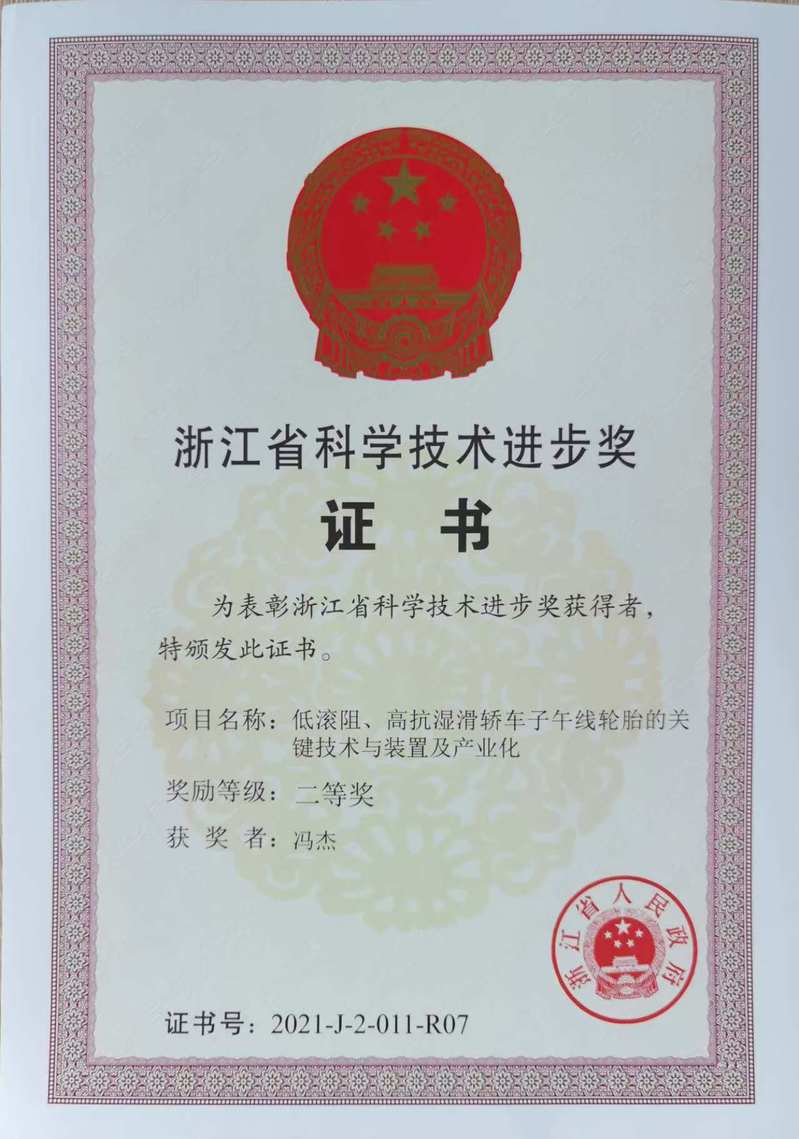 浙江省科学技术进步奖
证 书
为表彰浙江省科学技术进步奖获得者，
特颁发此证书。
项目名称：低滚阻、高抗湿滑轿车子午线轮胎的关
键技术与装置及产业化
奖励等级：二等奖
获 奖 者：冯杰
浙江省人民政府
证书号：2021-J-2-011-R07